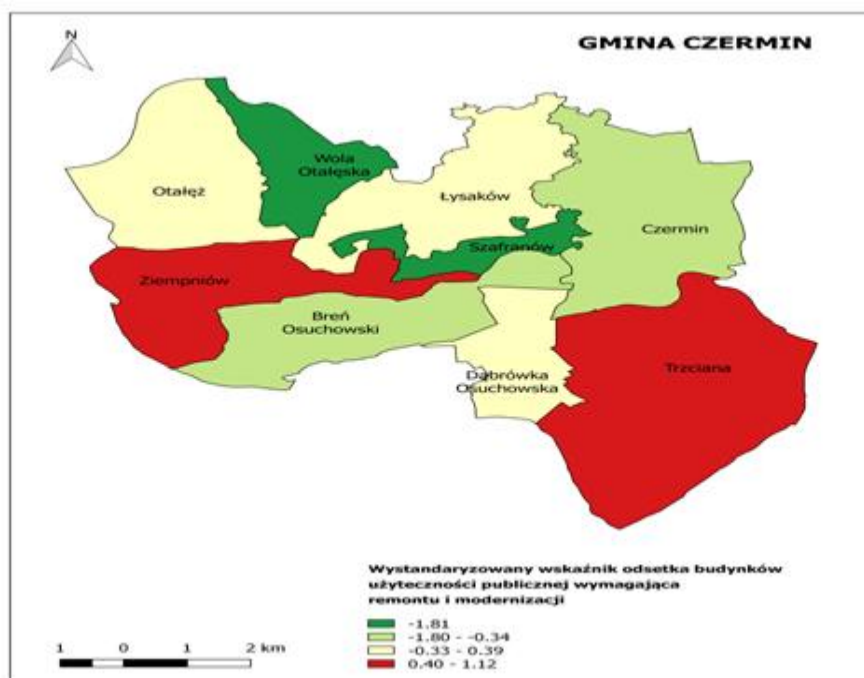 N
GMINA CZERMIN
Wola
Otałęska
Otałęż
Łysaków
Czermin
Szafranów
Ziempniów
Breń
Osuchowski
Trzciana
Dąbrówka
Osuchowska
Wystandaryzowany wskaźnik odsetka budynków
użyteczności publicznej wymagająca
remontu i modernizacji
-1.81
-1.80 - -0.34
-0.33 - 0.39
0.40 - 1.12
1 0 1 2 km